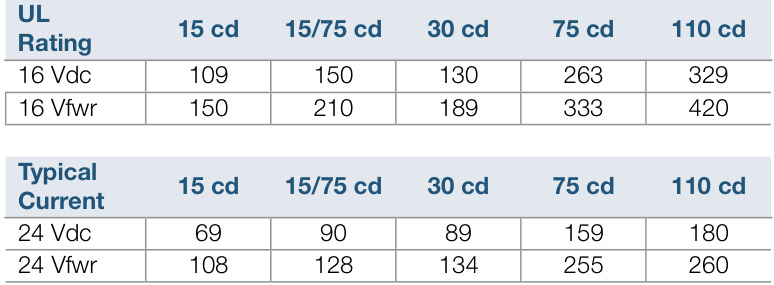 UL
Rating 15 cd 15/75 cd 30 cd 75 cd 110 cd
16 Vdc 109 150 130 263 329
16 Vfwr 150 210 189 333 420
Typical
Current 15 cd 15/75 cd 30 cd 75 cd 110 cd
24 Vdc 69 90 89 159 180
24 Vfwr 108 128 134 255 260